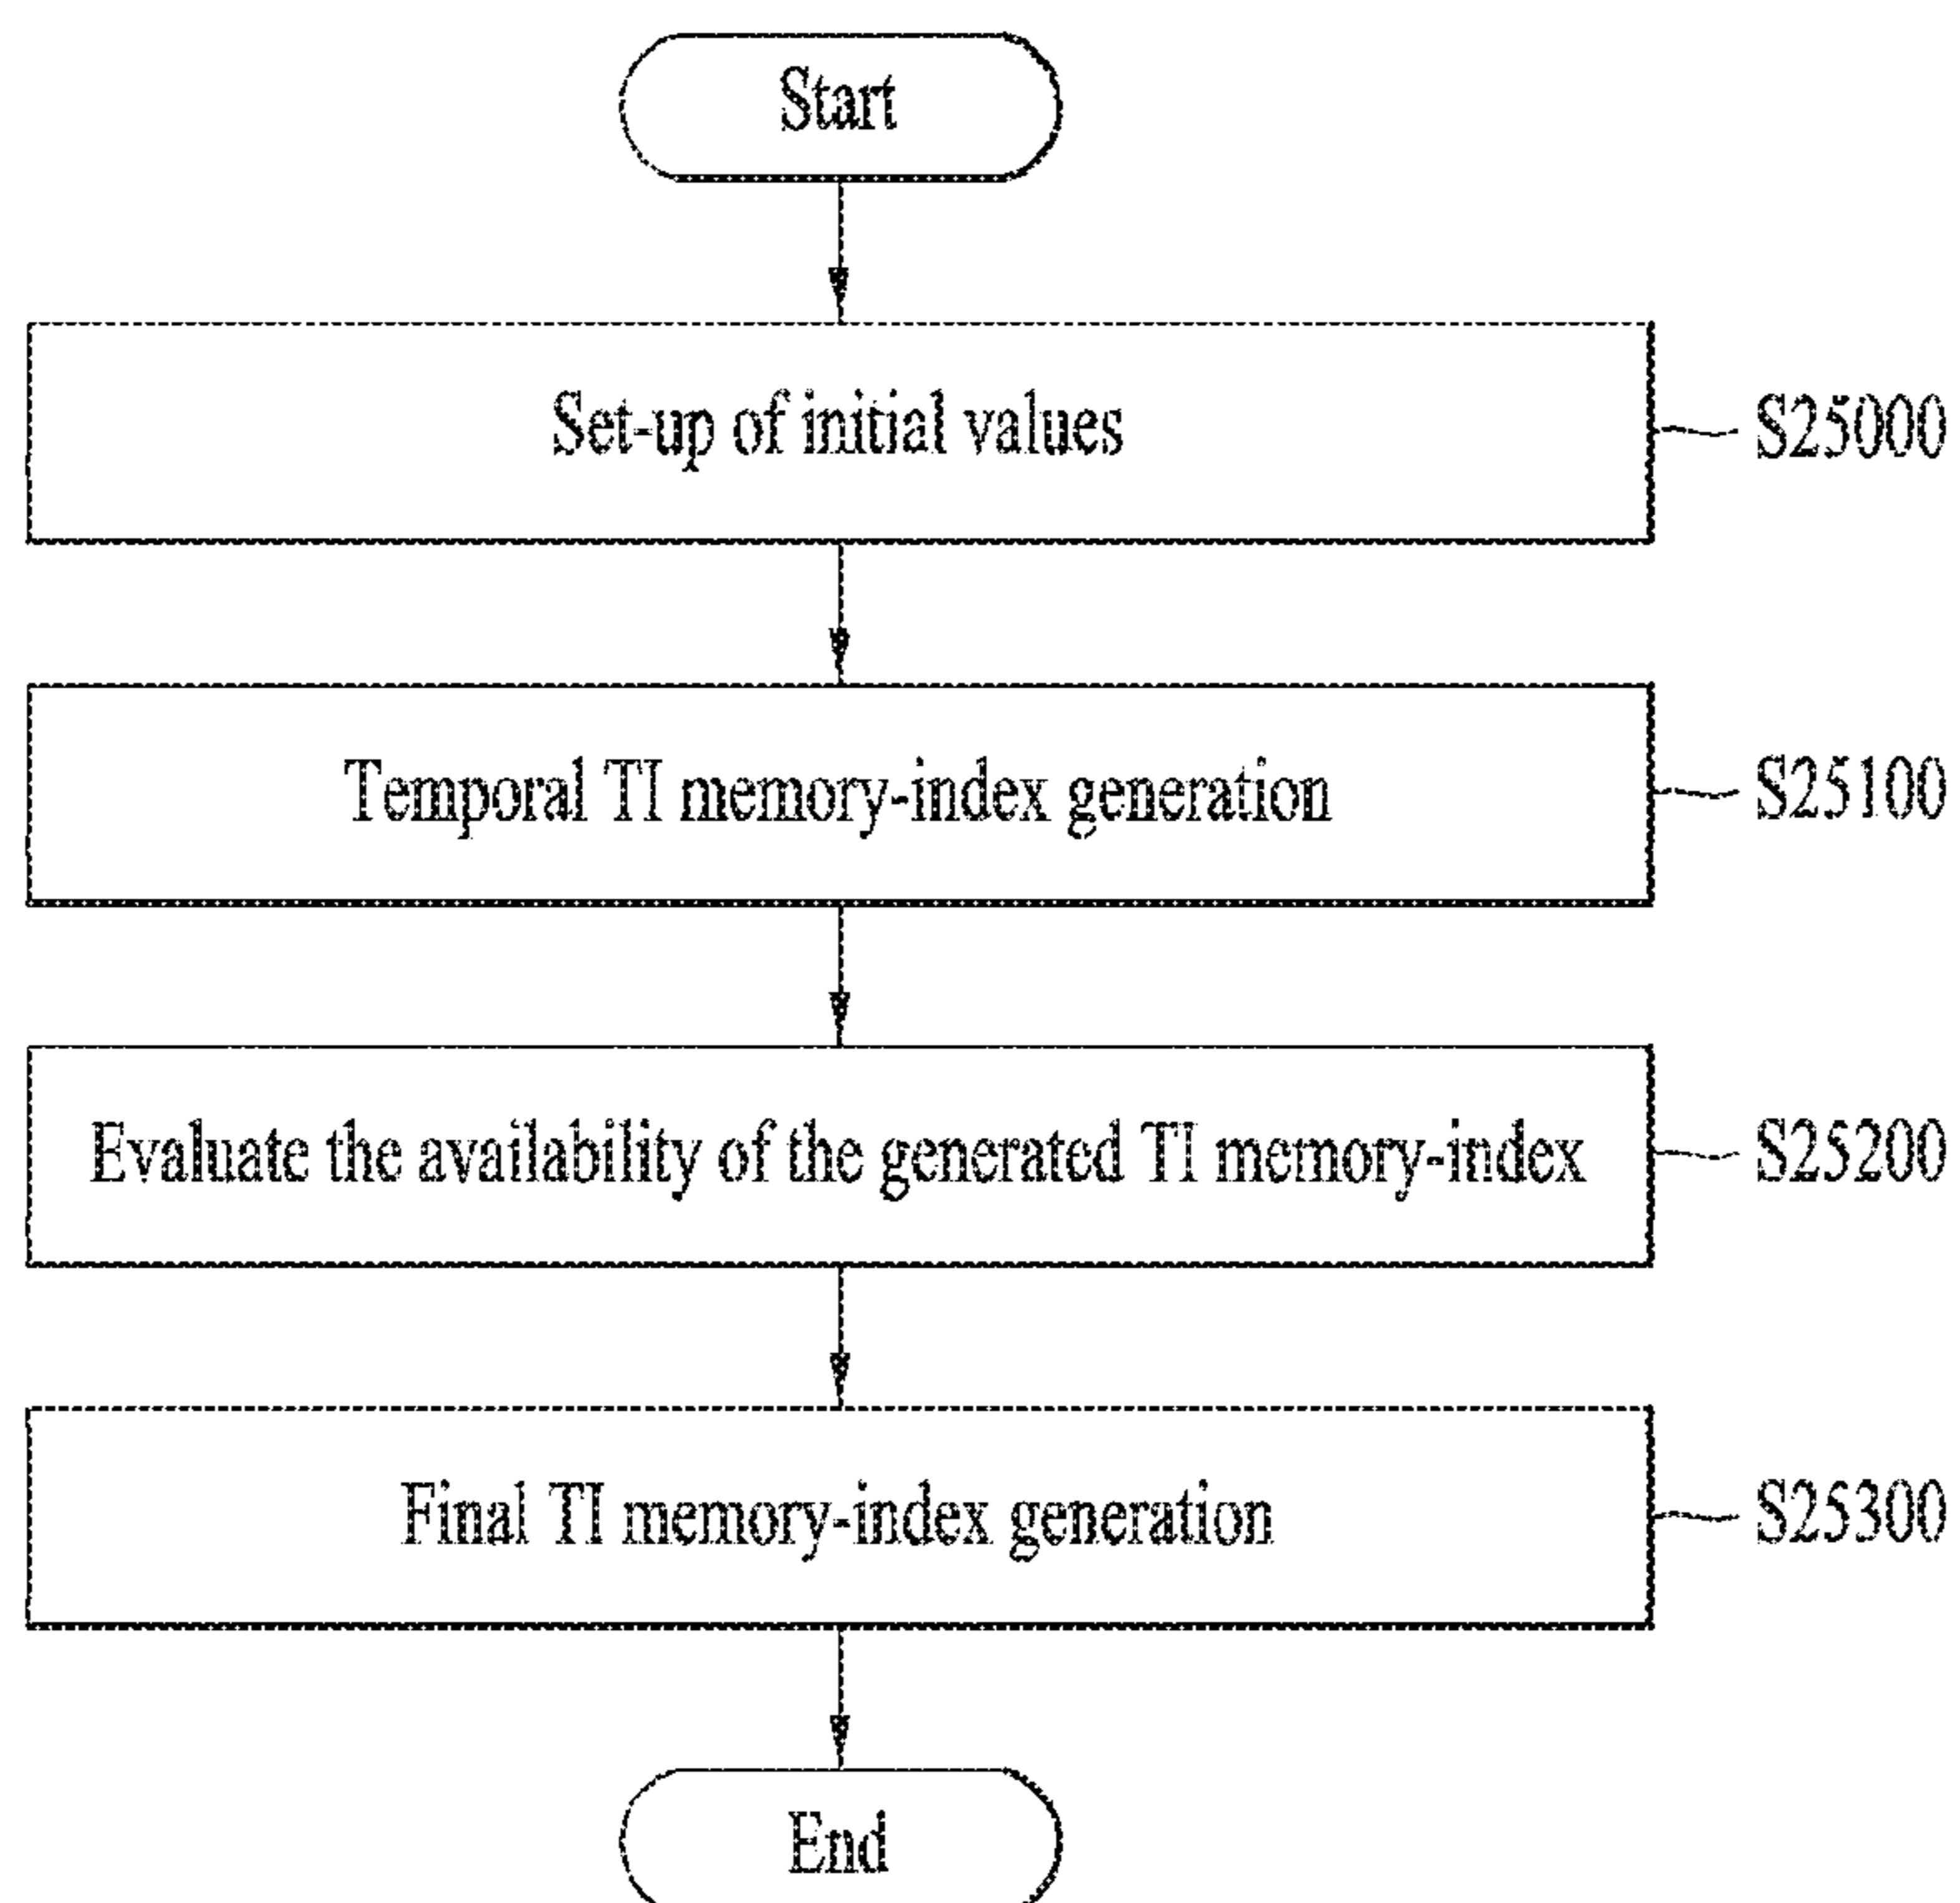 Start
Set-up of initial values
S25000
Temporal TI memory-index generation
S25100
Evaluate the availability of the generated TI memory-index
S25200
Final TI memory-index generation
S25300
End